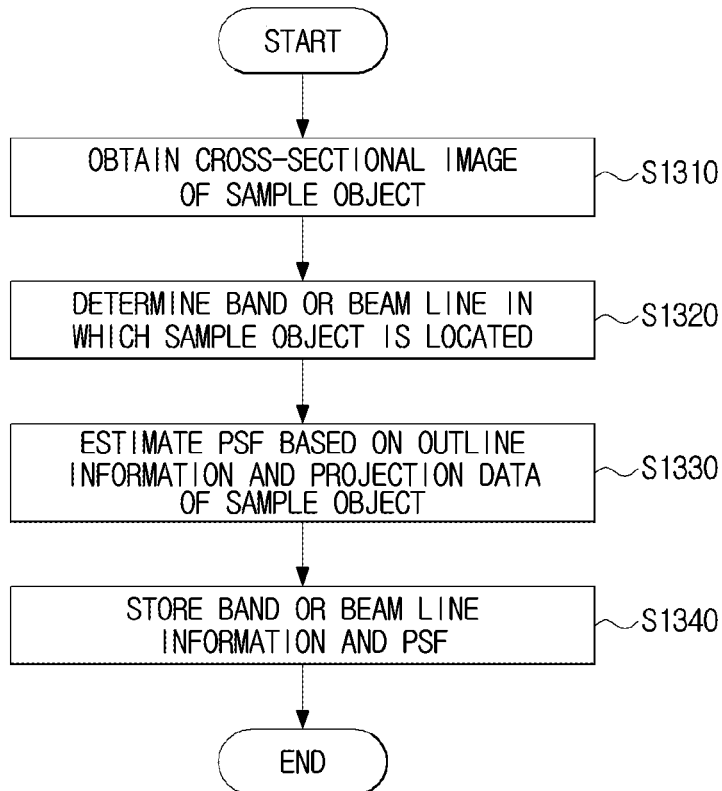 START
OBTAIN CROSS-SECTIONAL IMAGE
OF SAMPLE OBJECT
S1310
DETERMINE BAND OR BEAM LINE IN
WHICH SAMPLE OBJECT IS LOCATED
S1320
ESTIMATE PSF BASED ON OUTLINE
INFORMATION AND PROJECTION DATA
OF SAMPLE OBJECT
S1330
STORE BAND OR BEAM LINE
INFORMATION AND PSF
S1340
END